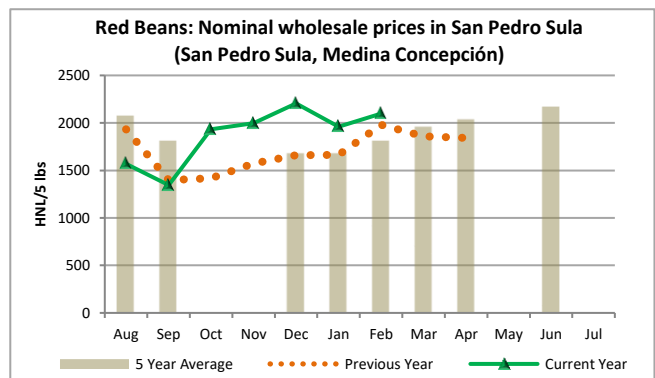 Red Beans: Nominal wholesale prices in San Pedro Sula
(San Pedro Sula, Medina Concepción)
HNL/5 lbs
2500
2000
1500
1000
500
0
Aug Sep Oct Nov Dec Jan Feb Mar Apr May Jun Jul
5 Year Average Previous Year Current Year